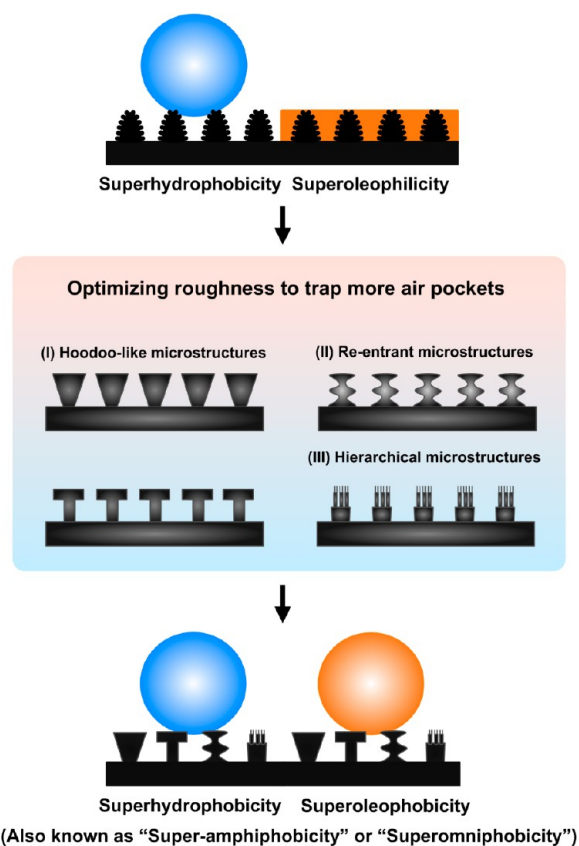 Superhydrophobicity Superoleophilicity
Optimizing roughness to trap more air pockets
(I) Hoodoo-like microstructures
(II) Re-entrant microstructures
(III) Hierarchical microstructures
Superhydrophobicity Superoleophobicity
(Also known as “Super-amphiphobicity” or “Superomniphobicity”)